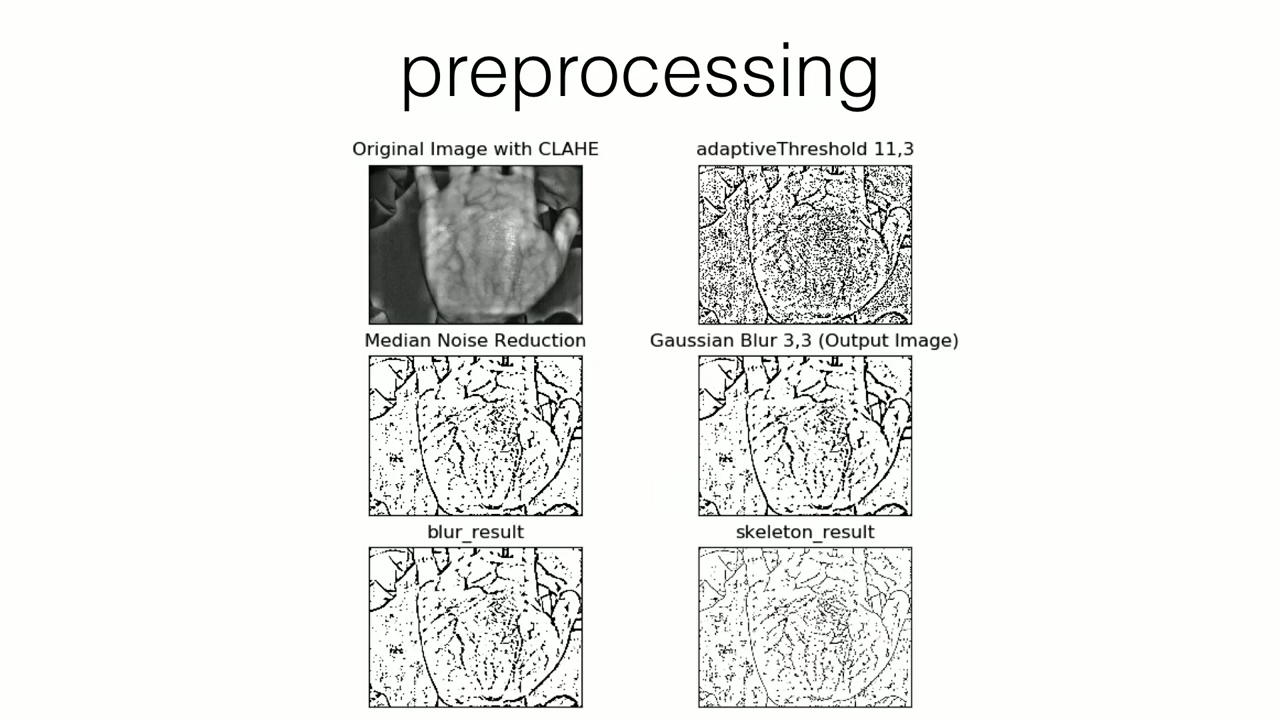 preprocessing
Original Image with CLAHE
adaptiveThreshold 11,3
Median Noise Reduction
Gaussian Blur 3,3 (Output Image)
blur_result
skeleton_result